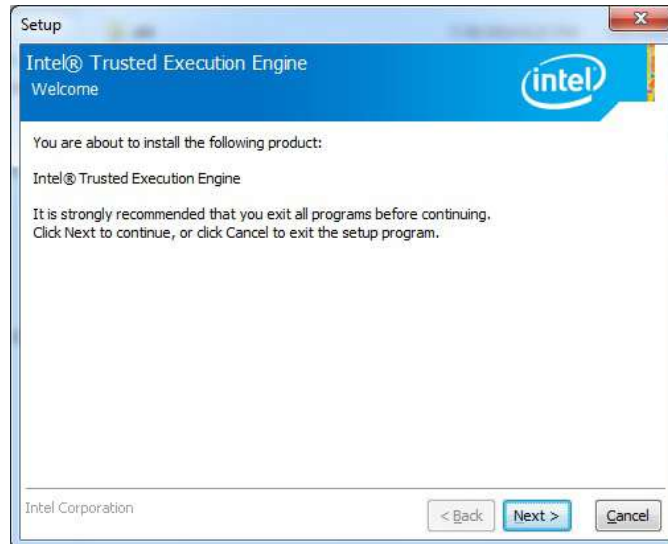 Setup
Intel® Trusted Execution Engine
Welcome
intel
You are about to install the following product:
Intel® Trusted Execution Engine
It is strongly recommended that you exit all programs before continuing.
Click Next to continue, or click Cancel to exit the setup program.
Intel Corporation
< Back
Next >
Cancel